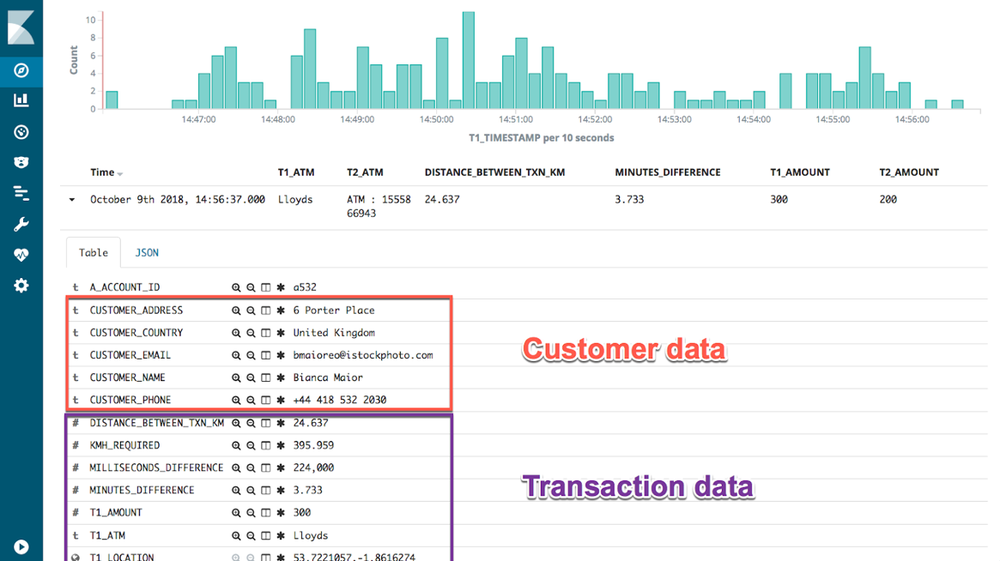 10
8
6
4
2
0
Count
14:47:00 14:48:00 14:49:00 14:50:00 14:51:00 14:52:00 14:53:00 14:54:00 14:55:00 14:56:00
T1_TIMESTAMP per 10 seconds
Time T1_ATM T2_ATM DISTANCE_BETWEEN_TXN_KM MINUTES_DIFFERENCE T1_AMOUNT T2_AMOUNT
October 9th 2018, 14:56:37.000 Lloyds ATM : 15558 24.637 3.733 300 200
66943
Table JSON
t A_ACCOUNT_ID a532
t CUSTOMER_ADDRESS 6 Porter Place
t CUSTOMER_COUNTRY United Kingdom
Customer data
t CUSTOMER_EMAIL bmaioreo@istockphoto.com
t CUSTOMER_NAME Bianca Maior
t CUSTOMER_PHONE +44 418 532 2030
# DISTANCE_BETWEEN_TXN_KM 24.637
# KMH_REQUIRED 395.959
# MILLISECONDS_DIFFERENCE 224,000
Transaction data
# MINUTES_DIFFERENCE 3.733
# T1_AMOUNT 300
t T1_ATM Lloyds
T1_LOCATION 53.7221057,-1.8616274